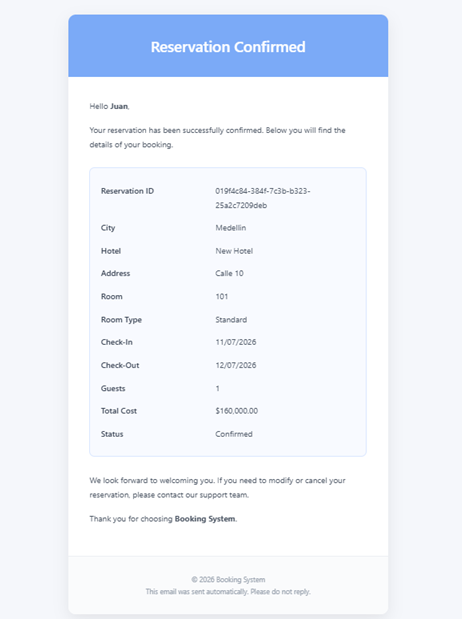 Reservation Confirmed
Hello Juan,
Your reservation has been successfully confirmed. Below you will find the
details of your booking.
Reservation ID 019f4c84-384f-7c3b-b323-
25a2c7209deb
City Medellin
Hotel New Hotel
Address Calle 10
Room 101
Room Type Standard
Check-In 11/07/2026
Check-Out 12/07/2026
Guests 1
Total Cost $160,000.00
Status Confirmed
We look forward to welcoming you. If you need to modify or cancel your
reservation, please contact our support team.
Thank you for choosing Booking System.
© 2026 Booking System
This email was sent automatically. Please do not reply.